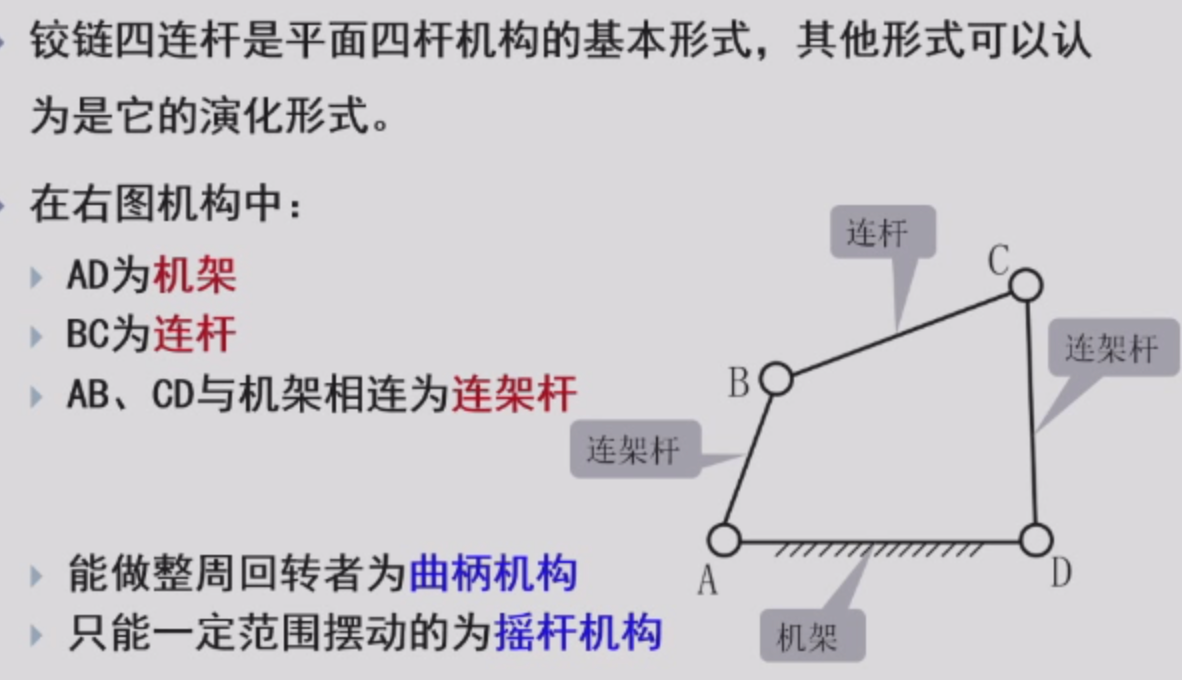 铰链四连杆是平面四杆机构的基本形式，其他形式可以认
为是它的演化形式。
在右图机构中：
AD为机架
BC为连杆
AB、CD与机架相连为连架杆
能做整周回转者为曲柄机构
只能一定范围摆动的为摇杆机构
连杆
C
连架杆
B
连架杆
A
D
机架